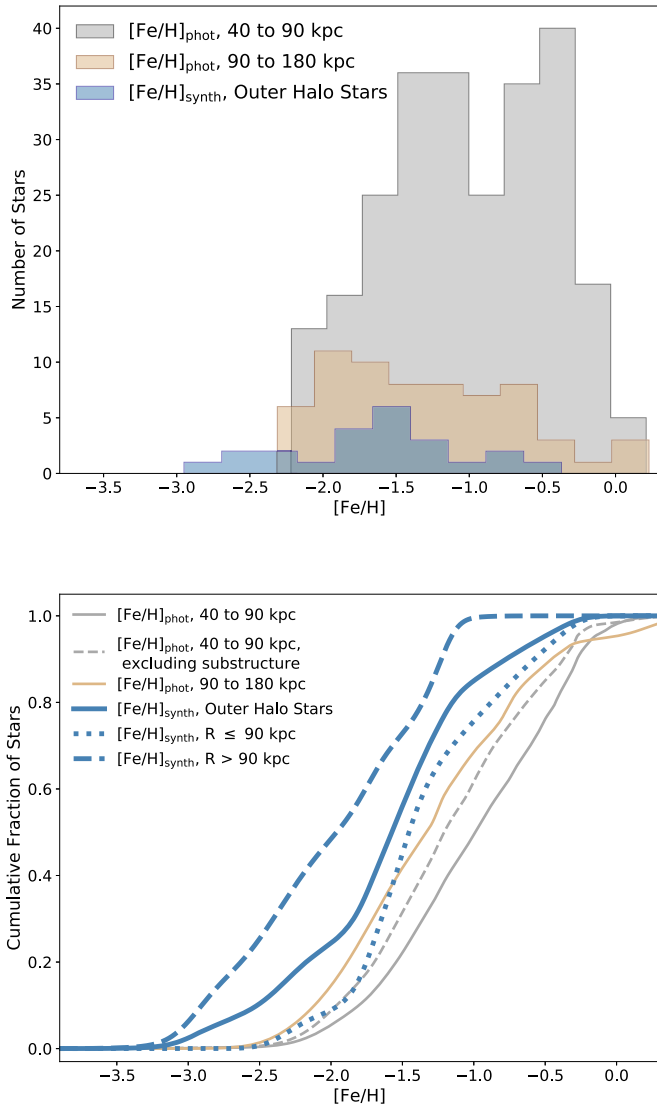 [Fe/H]phot, 40 to 90 kpc
[Fe/H]phot, 90 to 180 kpc
[Fe/H]synth, Outer Halo Stars
Number of Stars
40
35
30
25
20
15
10
5
0
−3.5 −3.0 −2.5 −2.0 −1.5 −1.0 −0.5 0.0
[Fe/H]
[Fe/H]phot, 40 to 90 kpc
[Fe/H]phot, 40 to 90 kpc,
excluding substructure
[Fe/H]phot, 90 to 180 kpc
[Fe/H]synth, Outer Halo Stars
[Fe/H]synth, R ≤ 90 kpc
[Fe/H]synth, R > 90 kpc
Cumulative Fraction of Stars
1.0
0.8
0.6
0.4
0.2
0.0
−3.5 −3.0 −2.5 −2.0 −1.5 −1.0 −0.5 0.0
[Fe/H]